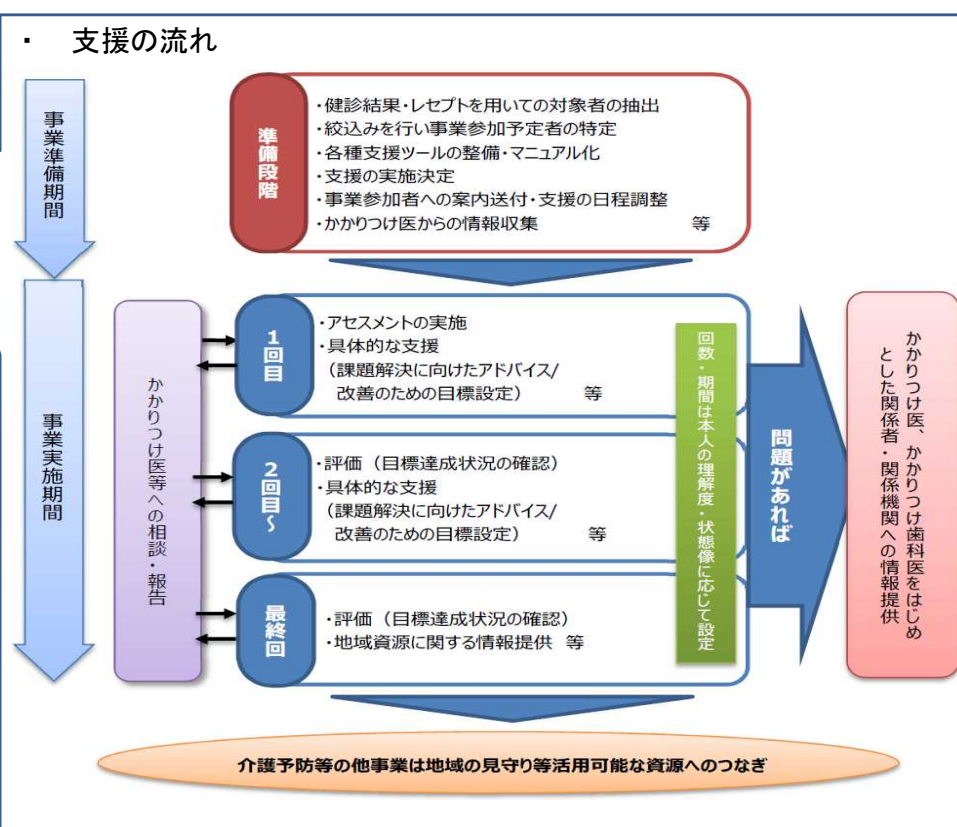 ・　支援の流れ
事業準備期間
準備段階
・健診結果・レセプトを用いての対象者の抽出
・絞込みを行い事業参加予定者の特定
・各種支援ツールの整備・マニュアル化
・支援の実施決定
・事業参加者への案内送付・支援の日程調整
・かかりつけ医からの情報収集　　　　　　　　等
事業実施期間
かかりつけ医等への相談・報告
1回目
・アセスメントの実施
・具体的な支援
（課題解決に向けたアドバイス/
改善のための目標設定）　　　　等
2回目～
・評価（目標達成状況の確認）
・具体的な支援
（課題解決に向けたアドバイス/
改善のための目標設定）　　　　等
最終回
・評価（目標達成状況の確認）
・地域資源に関する情報提供　等
回数・期間は本人の理解度・状態像に応じて設定
問題があれば
かかりつけ医、かかりつけ歯科医をはじめ
とした関係者・関係機関への情報提供
介護予防等の他事業は地域の見守り等活用可能な資源へのつなぎ